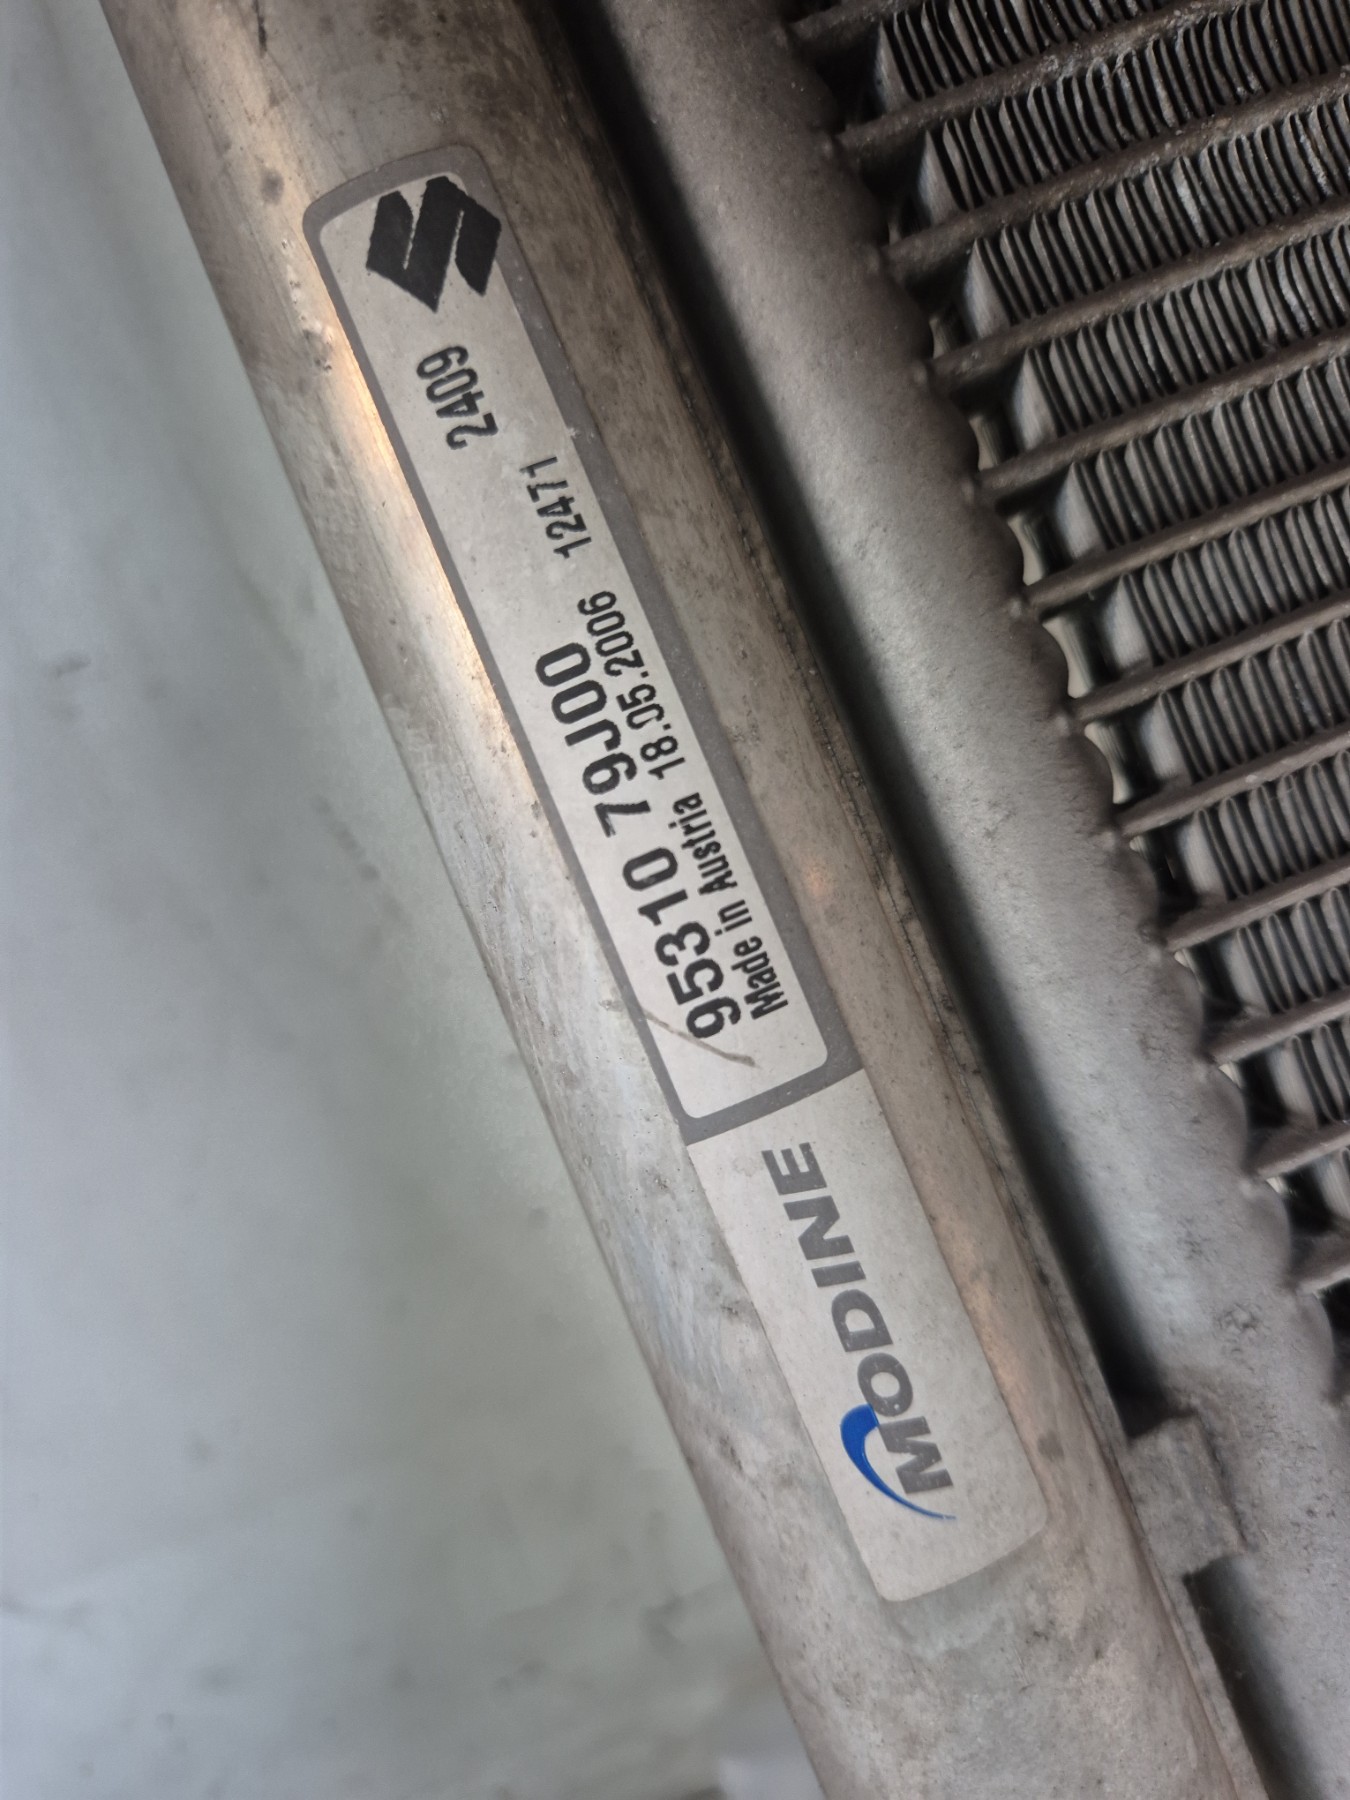 2409
95310 79J00
Made in Austria 18.05.2006 12471
MODINE